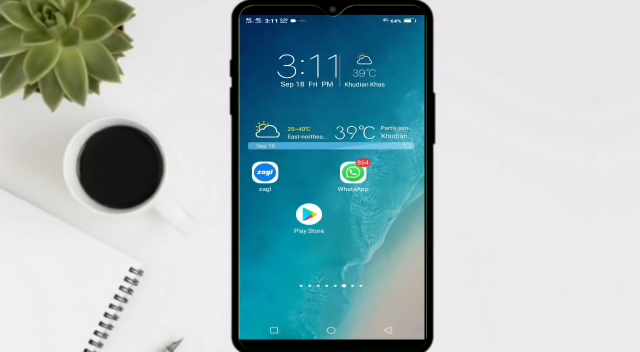 3:11
64%
3:11
39°C
Sep 18 Fri PM
Khudian Khas
25~40°C
East-northea...
39°C
Partly sun...
Khudian...
Sep 18
zagl
zagl
864
WhatsApp
Play Store